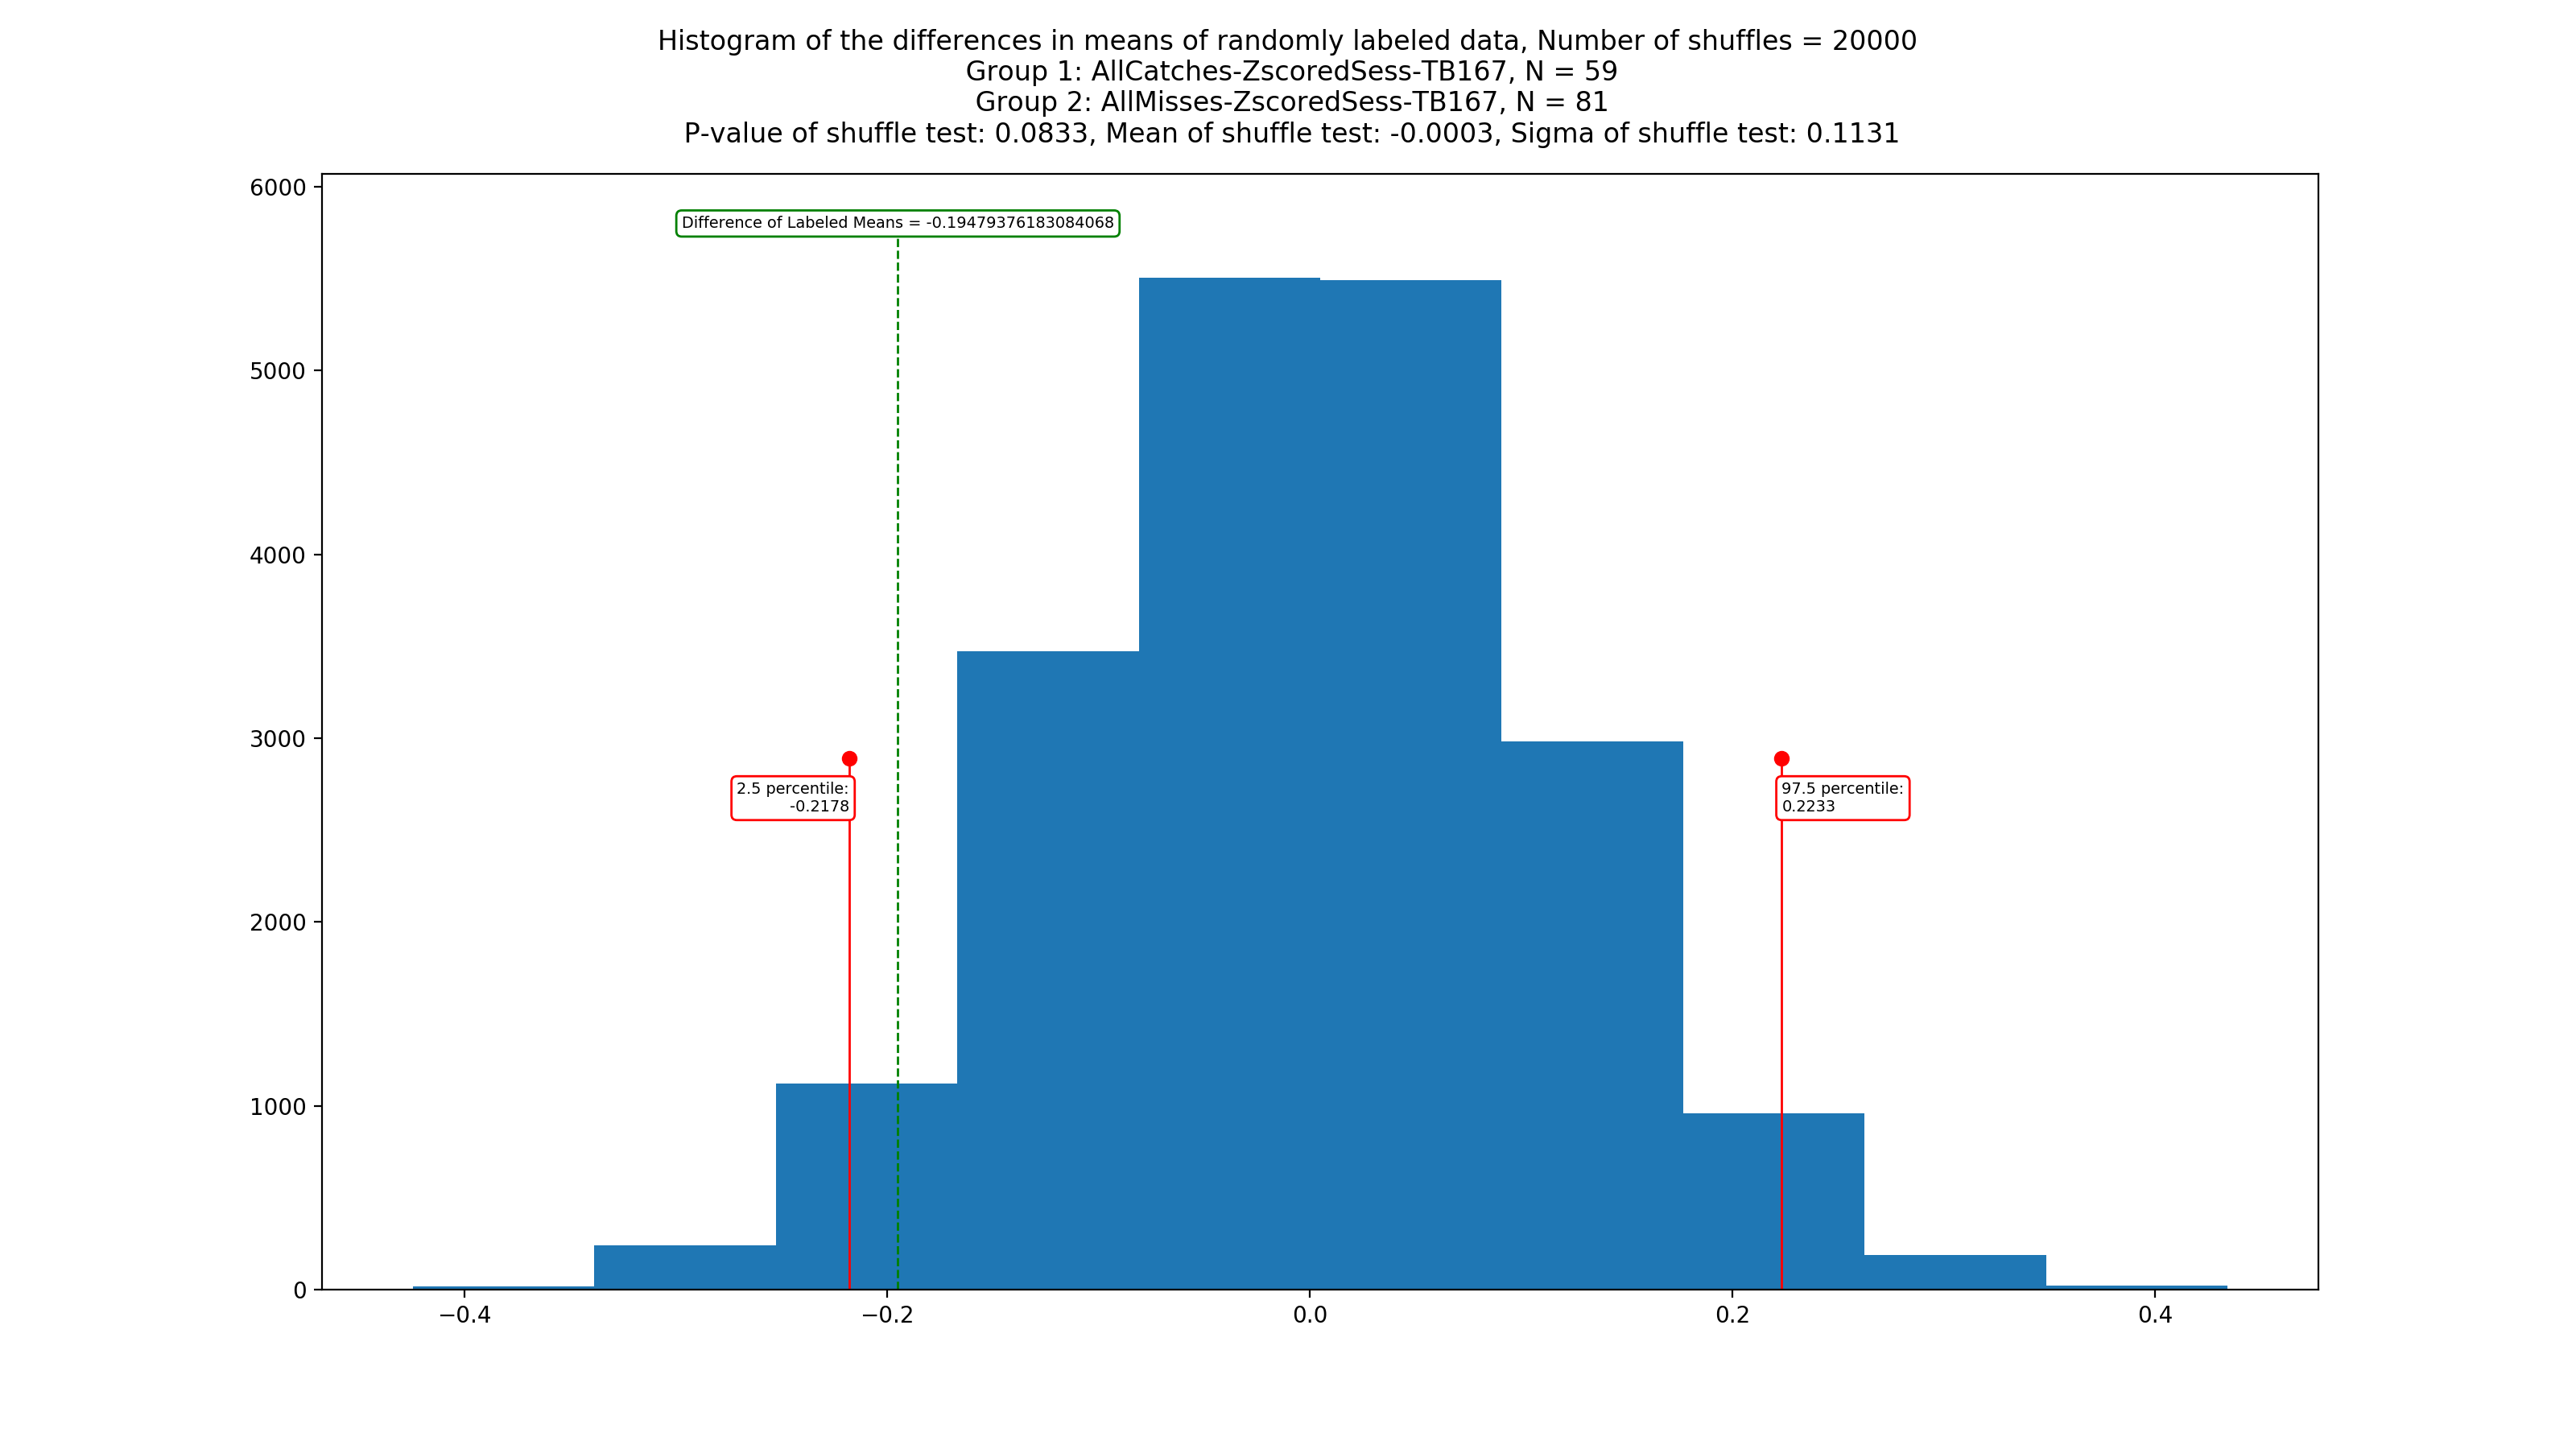 Histogram of the differences in means of randomly labeled data, Number of shuffles = 20000
Group 1: AllCatches-ZscoredSess-TB167, N = 59
Group 2: AllMisses-ZscoredSess-TB167, N = 81
P-value of shuffle test: 0.0833, Mean of shuffle test: -0.0003, Sigma of shuffle test: 0.1131
6000
Difference of Labeled Means = -0.19479376183084068
5000
4000
3000
2.5 percentile:
-0.2178
97.5 percentile:
0.2233
2000
1000
0
−0.4
−0.2
0.0
0.2
0.4